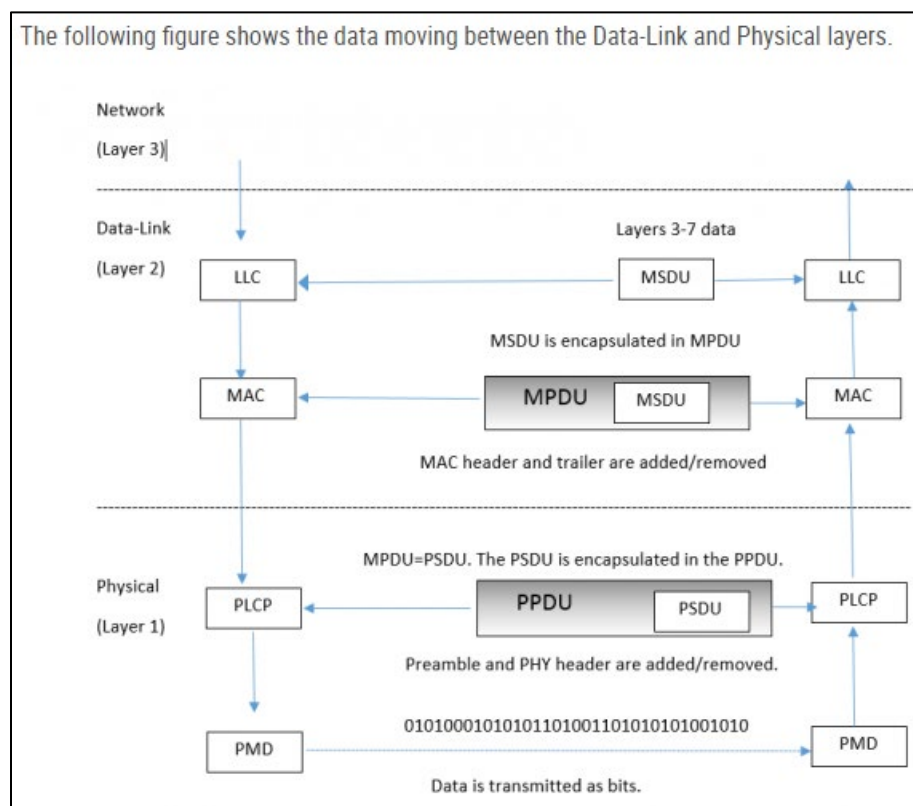 The following figure shows the data moving between the Data-Link and Physical layers.
Network
(Layer 3)
Data-Link
(Layer 2)
Layers 3-7 data
LLC
MSDU
LLC
MSDU is encapsulated in MPDU
MAC
MPDU
MSDU
MAC
MAC header and trailer are added/removed
MPDU=PSDU. The PSDU is encapsulated in the PPDU.
Physical
(Layer 1)
PLCP
PPDU
PSDU
PLCP
Preamble and PHY header are added/removed.
01010001010101101001101010101001010
PMD
PMD
Data is transmitted as bits.